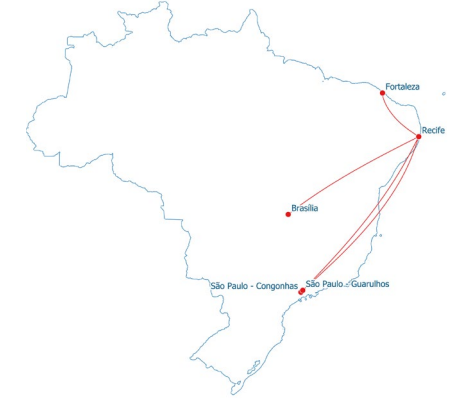 Fortaleza
Recife
Brasília
São Paulo - Congonhas
São Paulo - Guarulhos